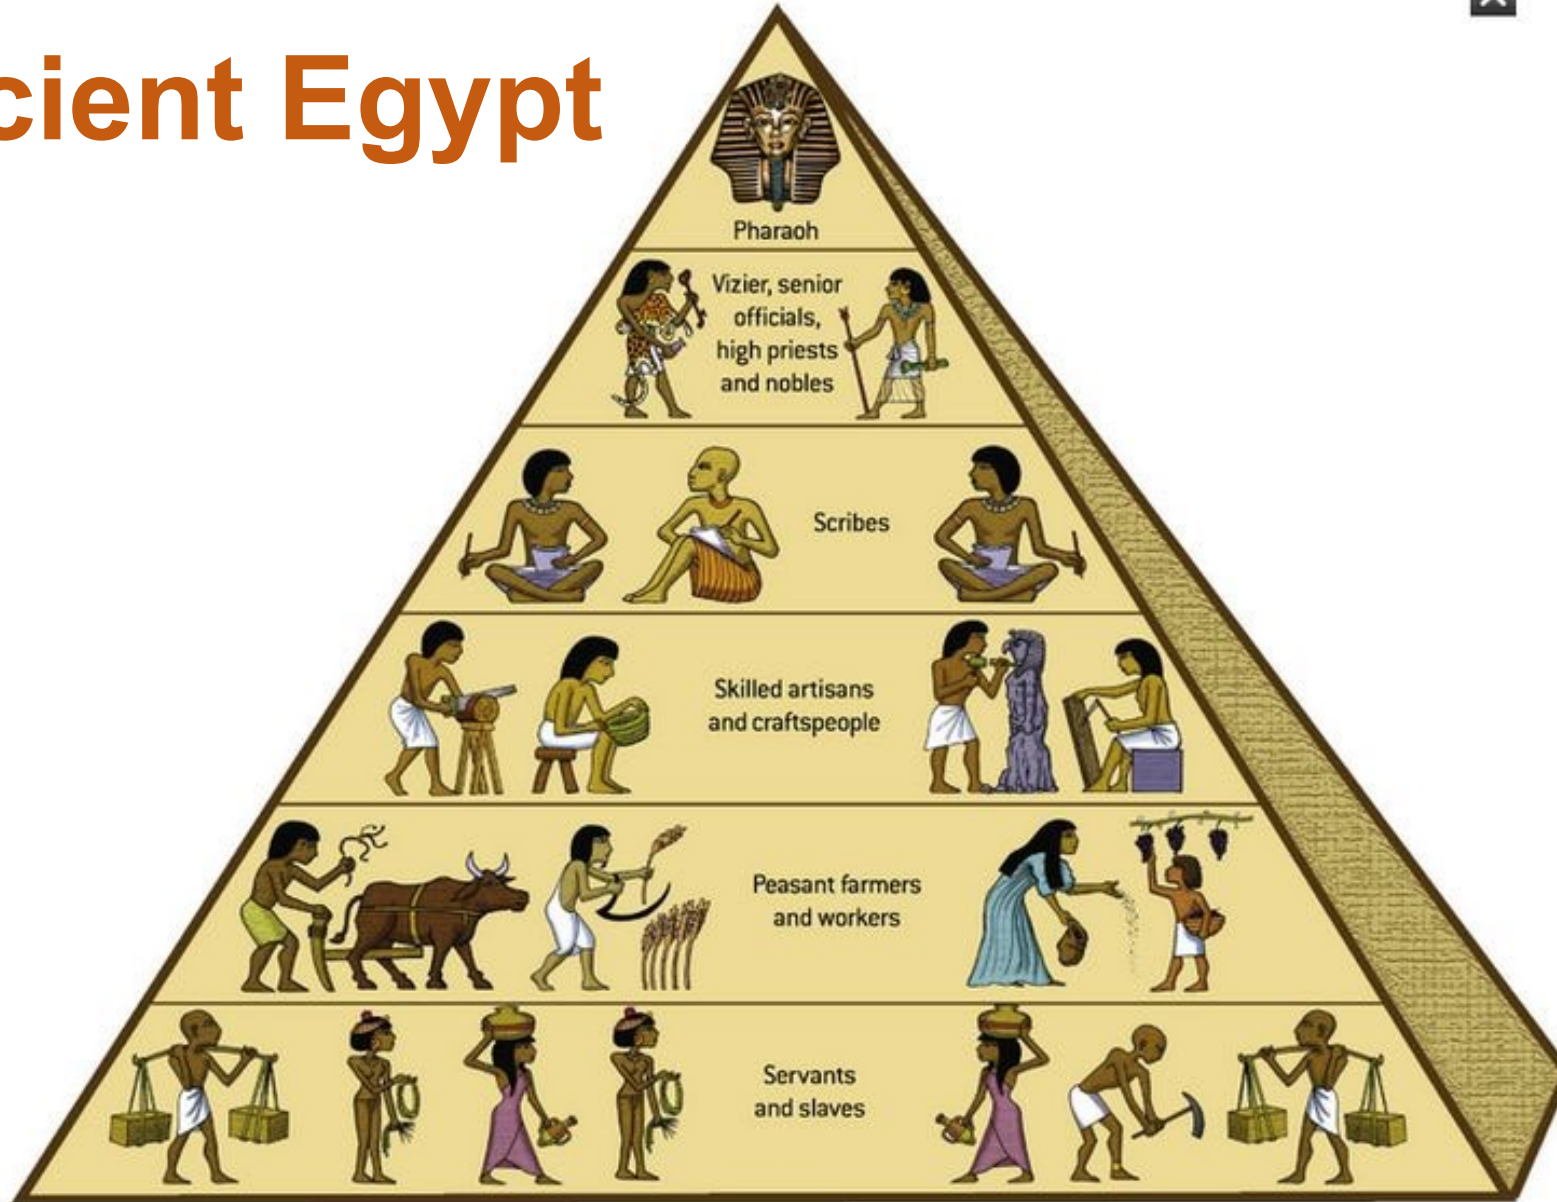 cient Egypt
Pharaoh
Vizier, senior
officials,
high priests
and nobles
Scribes
Skilled artisans
and craftspeople
Peasant farmers
and workers
Servants
and slaves